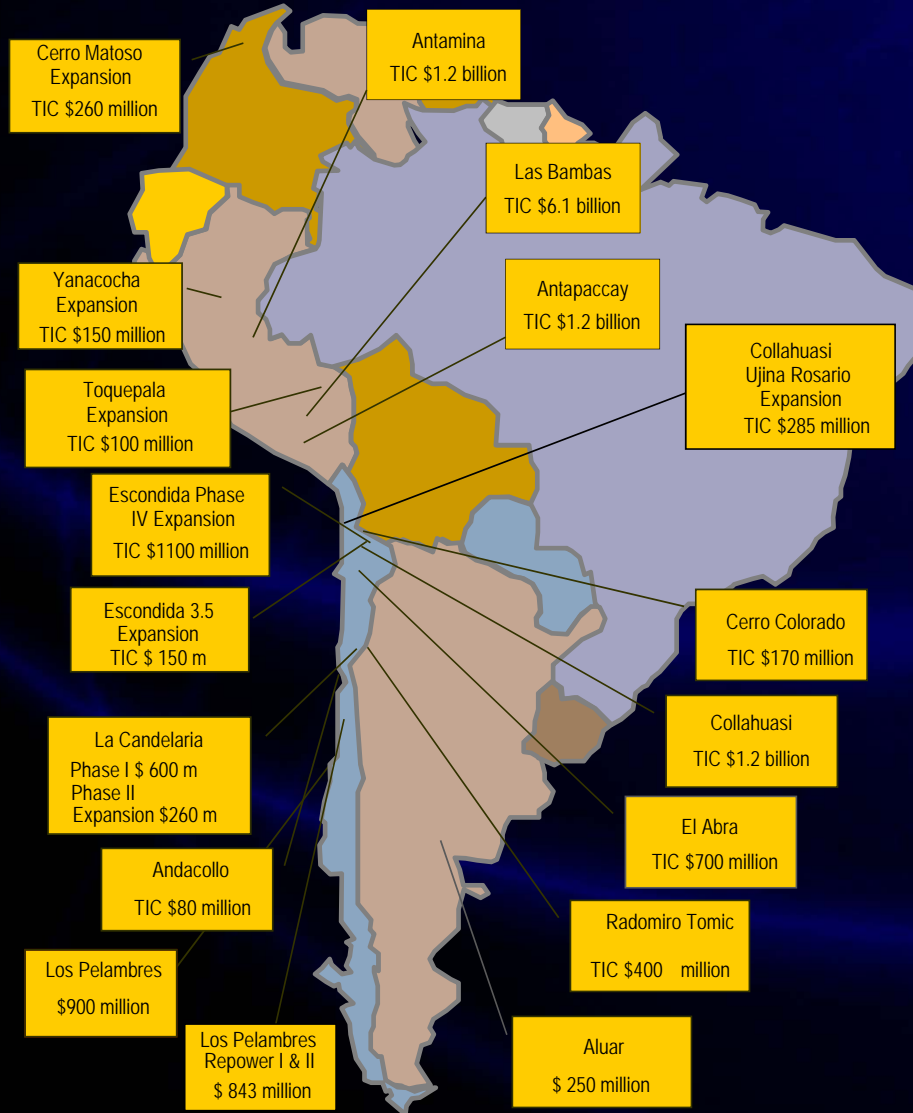 Cerro Matoso
Expansion
TIC $260 million
Antamina
TIC $1.2 billion
Las Bambas
TIC $6.1 billion
Yanacocha
Expansion
TIC $150 million
Antapaccay
TIC $1.2 billion
Collahuasi
Ujina Rosario
Expansion
TIC $285 million
Toquepala
Expansion
TIC $100 million
Escondida Phase
IV Expansion
TIC $1100 million
Escondida 3.5
Expansion
TIC $ 150 m
Cerro Colorado
TIC $170 million
La Candelaria
Phase I $ 600 m
Phase II
Expansion $260 m
Collahuasi
TIC $1.2 billion
El Abra
TIC $700 million
Andacollo
TIC $80 million
Radomiro Tomic
TIC $400 million
Los Pelambres
$900 million
Los Pelambres
Repower I & II
$ 843 million
Aluar
$ 250 million